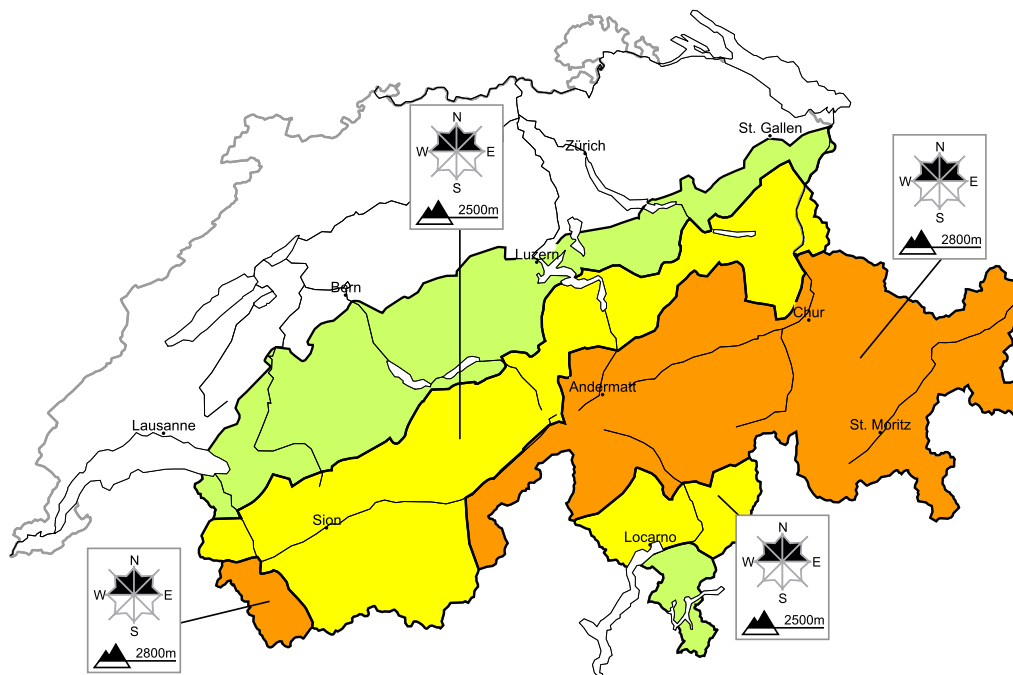 St. Gallen
Zürich
N
W E
S
2500m
N
W E
S
2800m
Luzern
Bern
Chur
Andermatt
Lausanne
St. Moritz
Sion
Locarno
N
W E
S
2500m
N
W E
S
2800m